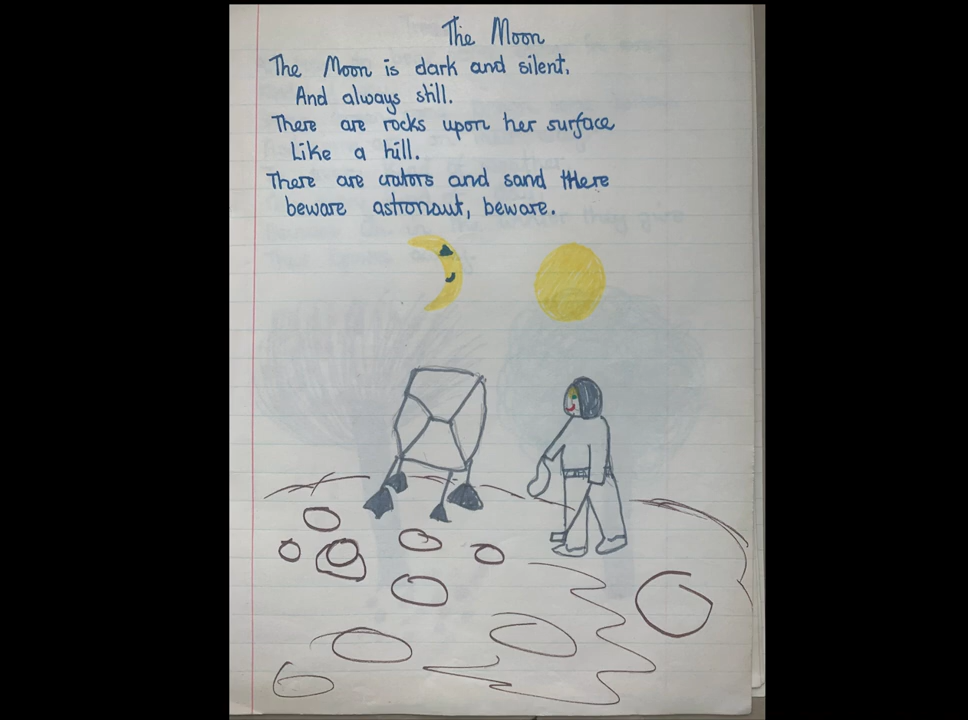 The Moon
The Moon is dark and silent,
And always still.
There are rocks upon her surface
Like a hill.
There are crators and sand there
beware astronaut, beware.